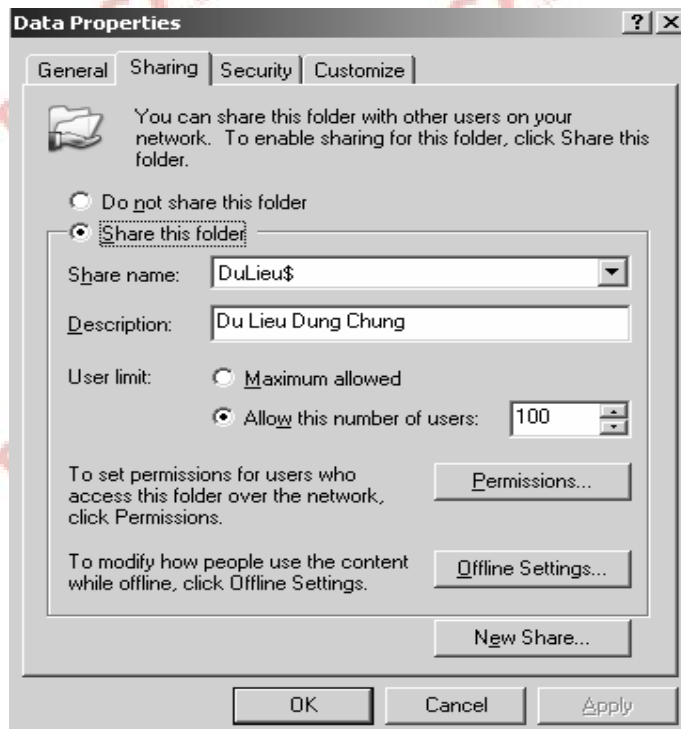 Data Properties
General Sharing Security Customize
You can share this folder with other users on your
network. To enable sharing for this folder, click Share this
folder.
Do not share this folder
Share this folder
Share name: DuLieu$
Description: Du Lieu Dung Chung
User limit: Maximum allowed
Allow this number of users: 100
To set permissions for users who
access this folder over the network,
click Permissions.
Permissions...
To modify how people use the content
while offline, click Offline Settings.
Offline Settings...
New Share...
OK Cancel Apply